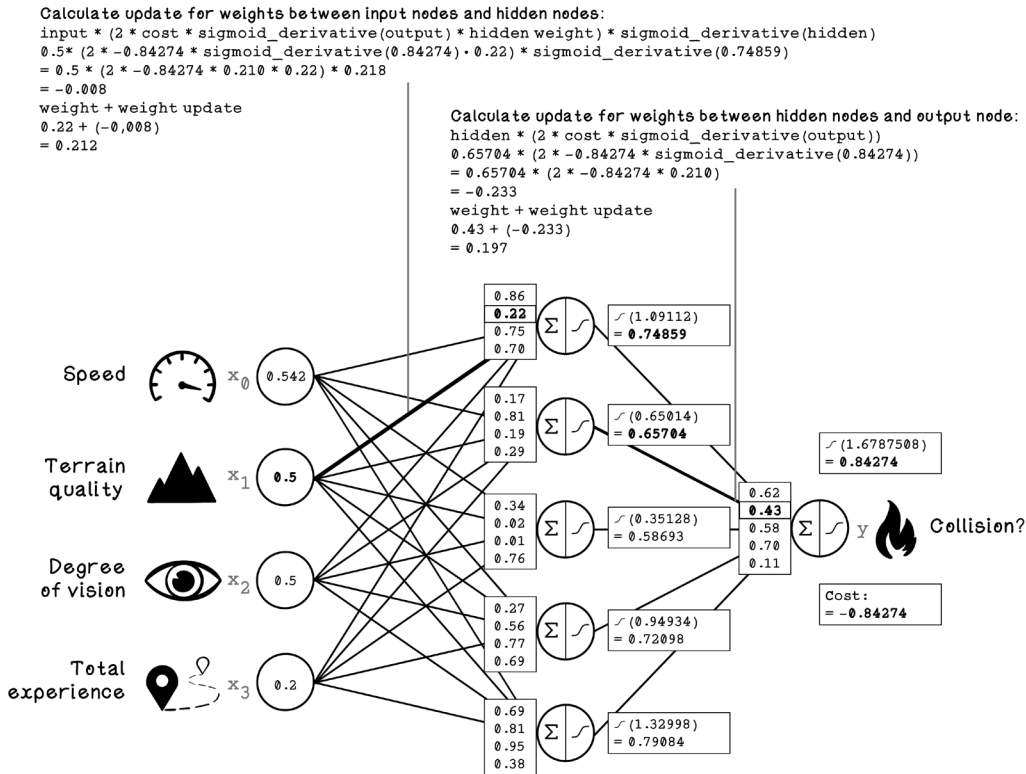 Calculate update for weights between input nodes and hidden nodes:
input * (2 * cost * sigmoid_derivative(output) * hidden weight) * sigmoid_derivative(hidden)
0.5* (2 * -0.84274 * sigmoid_derivative(0.84274) · 0.22) * sigmoid_derivative(0.74859)
= 0.5 * (2 * -0.84274 * 0.210 * 0.22) * 0.218
= -0.008
weight + weight update
0.22 + (-0,008)
= 0.212
Calculate update for weights between hidden nodes and output node:
hidden * (2 * cost * sigmoid_derivative(output))
0.65704 * (2 * -0.84274 * sigmoid_derivative(0.84274))
= 0.65704 * (2 * -0.84274 * 0.210)
= -0.233
weight + weight update
0.43 + (-0.233)
= 0.197
Speed
x0
0.542
Terrain
quality
x1
0.5
Degree
of vision
x2
0.5
Total
experience
x3
0.2
0.86
0.22
0.75
0.70
Σ
(1.09112)
= 0.74859
0.17
0.81
0.19
0.29
Σ
(0.65014)
= 0.65704
0.34
0.02
0.01
0.76
Σ
(0.35128)
= 0.58693
0.27
0.56
0.77
0.69
Σ
(0.94934)
= 0.72098
0.69
0.81
0.95
0.38
Σ
(1.32998)
= 0.79084
0.62
0.43
0.58
0.70
0.11
Σ
(1.6787508)
= 0.84274
y
Collision?
Cost:
= -0.84274